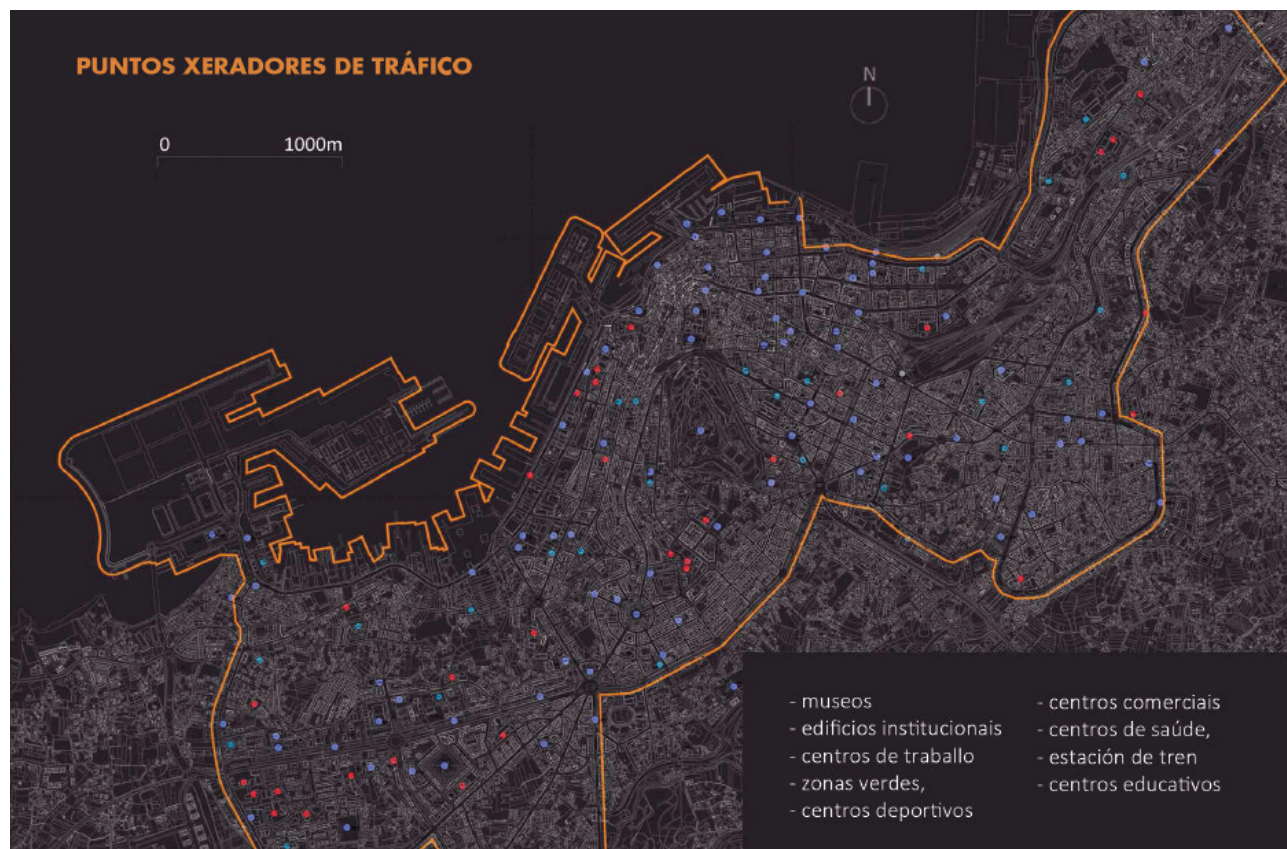 PUNTOS XERADORES DE TRÁFICO
N
0 1000m
- museos
- edificios institucionais
- centros de traballo
- zonas verdes,
- centros deportivos
- centros comerciais
- centros de saúde,
- estación de tren
- centros educativos